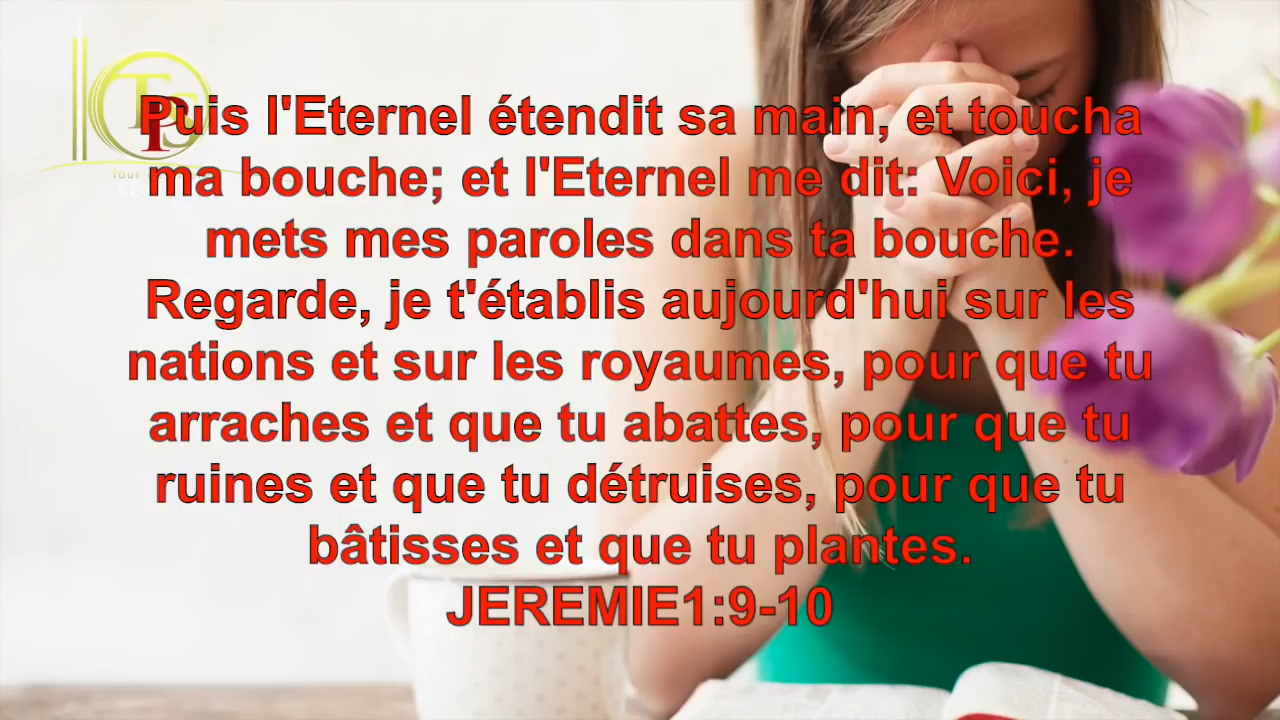 Puis l'Eternel étendit sa main, et toucha
ma bouche; et l'Eternel me dit: Voici, je
mets mes paroles dans ta bouche.
Regarde, je t'établis aujourd'hui sur les
nations et sur les royaumes, pour que tu
arraches et que tu abattes, pour que tu
ruines et que tu détruises, pour que tu
bâtisses et que tu plantes.
JEREMIE1:9-10